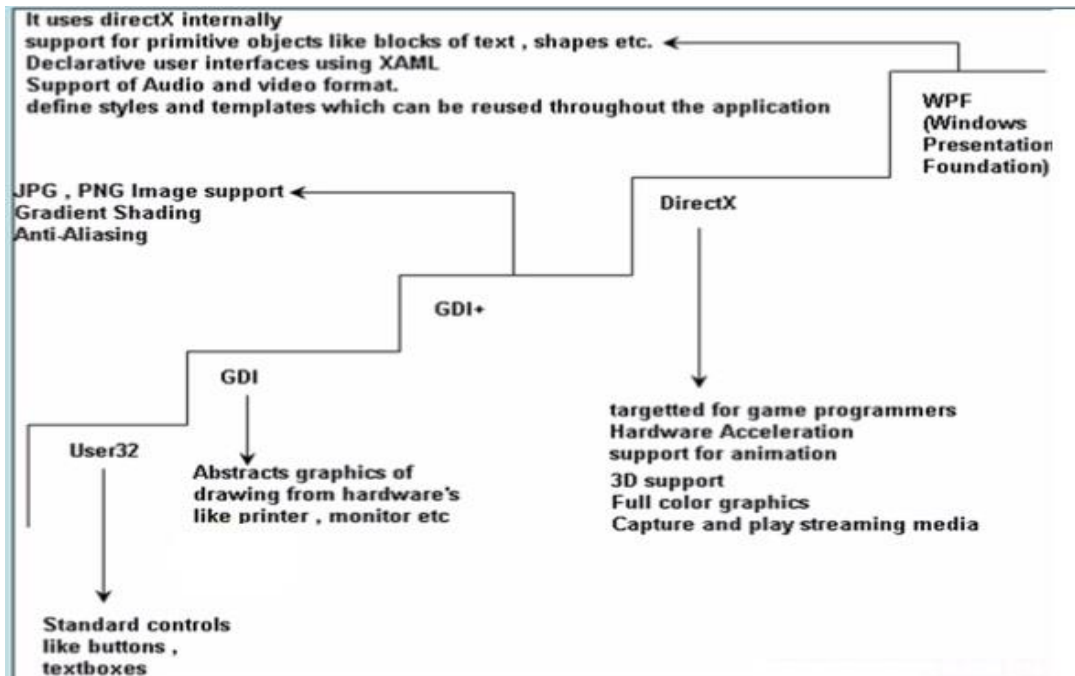 It uses directX internally
support for primitive objects like blocks of text , shapes etc.
Declarative user interfaces using XAML
Support of Audio and video format.
define styles and templates which can be reused throughout the application
WPF
(Windows
Presentation
Foundation)
JPG , PNG Image support
Gradient Shading
Anti-Aliasing
DirectX
GDI+
GDI
User32
targetted for game programmers
Hardware Acceleration
support for animation
3D support
Full color graphics
Capture and play streaming media
Abstracts graphics of
drawing from hardware's
like printer , monitor etc
Standard controls
like buttons ,
textboxes